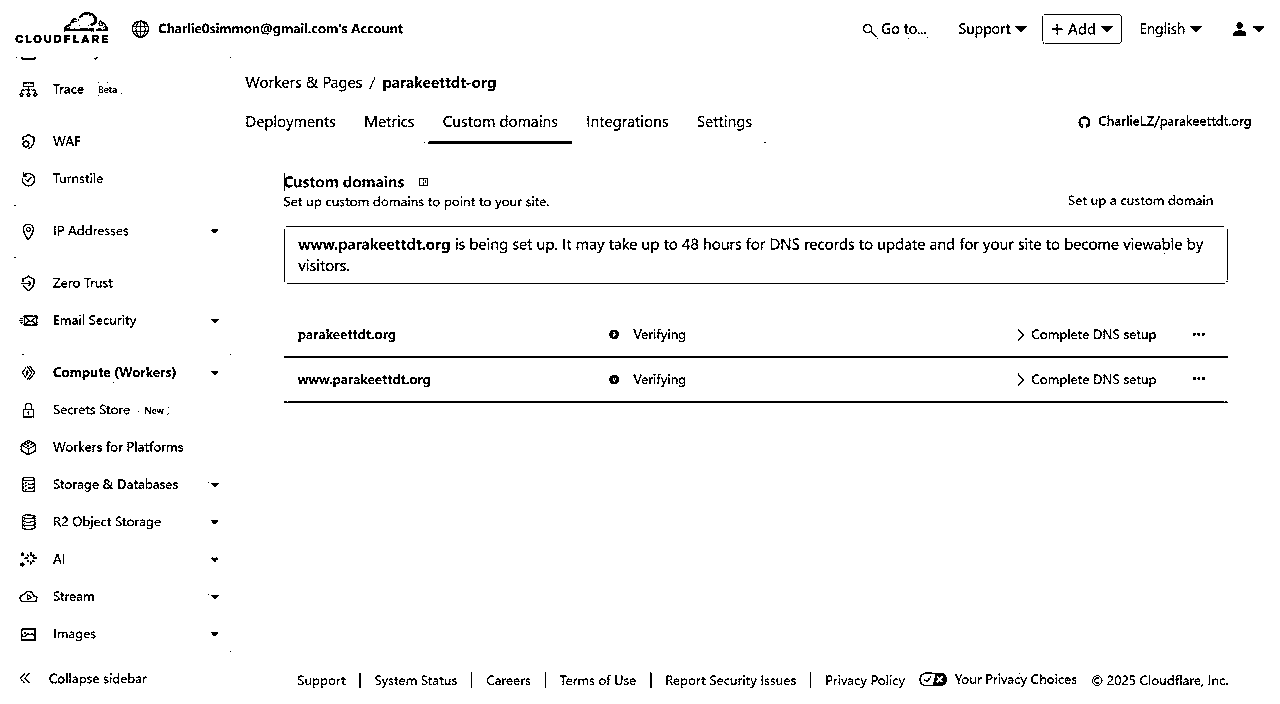 CLOUDFLARE
Charlie0simmon@gmail.com's Account
Go to...
Support
+ Add
English
Trace Beta
WAF
Turnstile
IP Addresses
Zero Trust
Email Security
Compute (Workers)
Secrets Store New
Workers for Platforms
Storage & Databases
R2 Object Storage
AI
Stream
Images
Collapse sidebar
Workers & Pages / parakeettdt-org
Deployments
Metrics
Custom domains
Integrations
Settings
CharlieLZ/parakeettdt.org
Custom domains
Set up custom domains to point to your site.
Set up a custom domain
www.parakeettdt.org is being set up. It may take up to 48 hours for DNS records to update and for your site to become viewable by
visitors.
parakeettdt.org Verifying Complete DNS setup ...
www.parakeettdt.org Verifying Complete DNS setup ...
Support | System Status | Careers | Terms of Use | Report Security Issues | Privacy Policy Your Privacy Choices © 2025 Cloudflare, Inc.